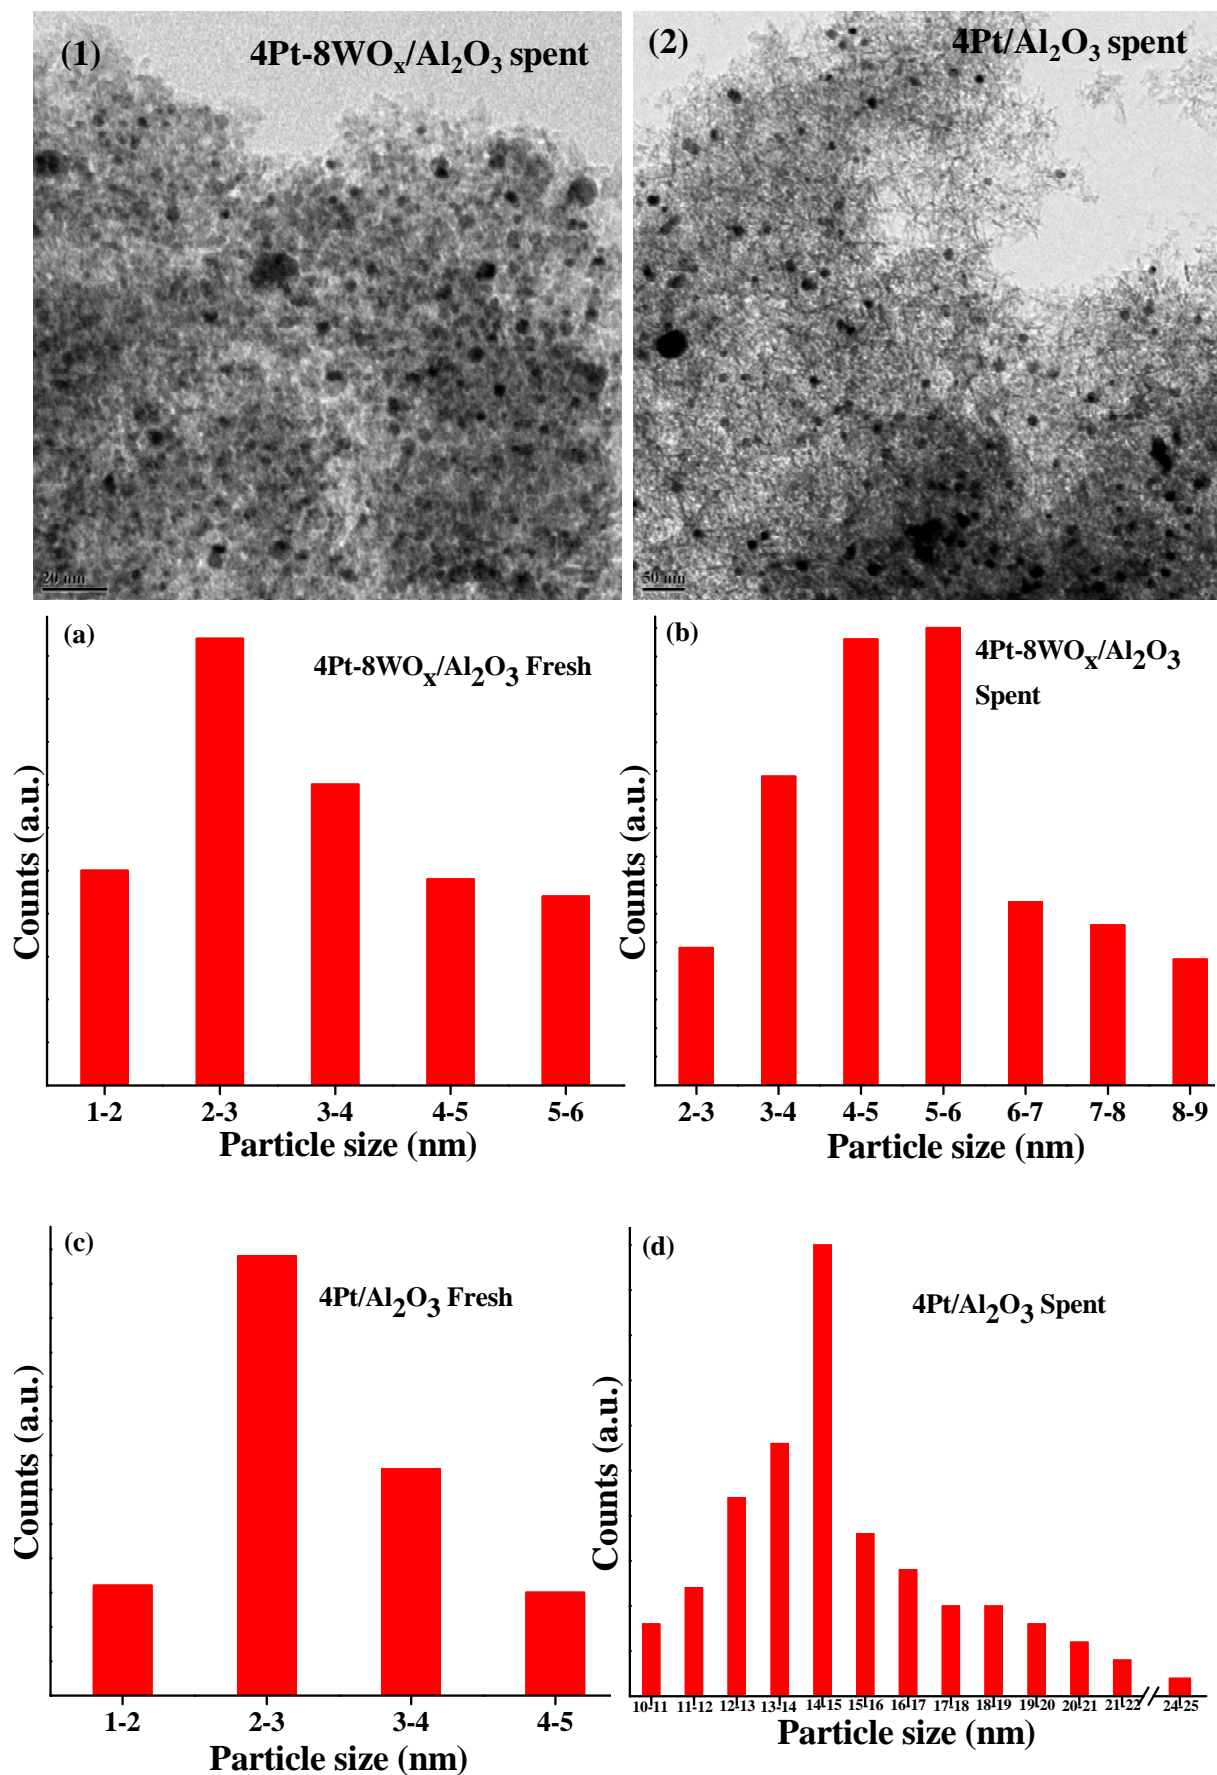 (1)
4Pt-8WOx/Al2O3 spent
20 nm
(2)
4Pt/Al2O3 spent
50 nm
(a)
4Pt-8WOx/Al2O3 Fresh
Counts (a.u.)
1-2 2-3 3-4 4-5 5-6
Particle size (nm)
(b)
4Pt-8WOx/Al2O3
Spent
Counts (a.u.)
2-3 3-4 4-5 5-6 6-7 7-8 8-9
Particle size (nm)
(c)
4Pt/Al2O3 Fresh
Counts (a.u.)
1-2 2-3 3-4 4-5
Particle size (nm)
(d)
4Pt/Al2O3 Spent
Counts (a.u.)
10-11 11-12 12-13 13-14 14-15 15-16 16-17 17-18 18-19 19-20 20-21 21-22 24-25
Particle size (nm)